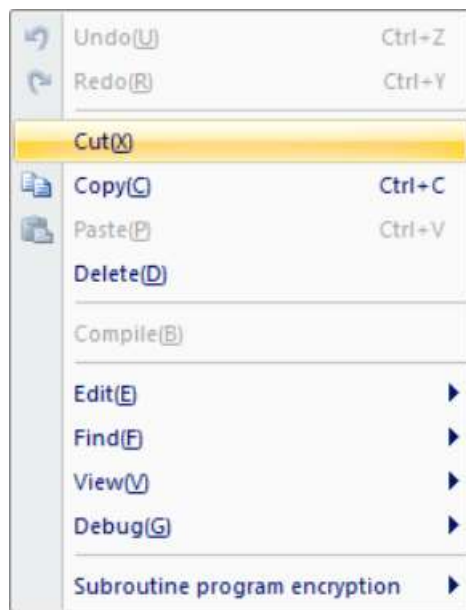 Undo(U) Ctrl+Z
Redo(R) Ctrl+Y
Cut(X)
Copy(C) Ctrl+C
Paste(P) Ctrl+V
Delete(D)
Compile(B)
Edit(E)
Find(F)
View(V)
Debug(G)
Subroutine program encryption